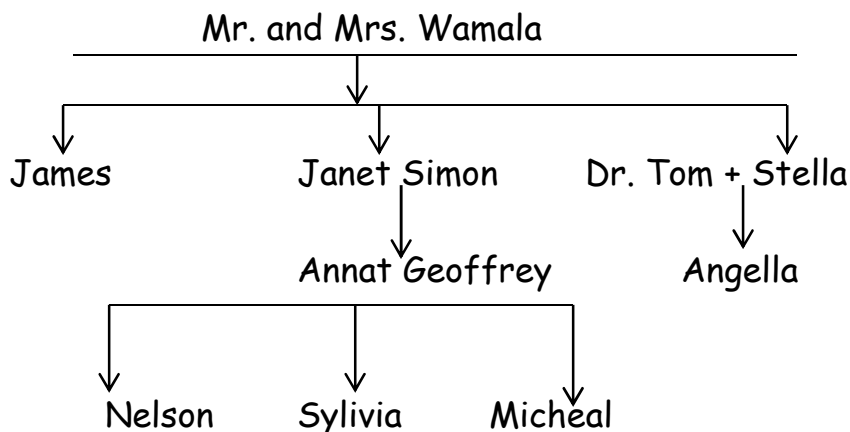 Mr. and Mrs. Wamala
James Janet Simon Dr. Tom + Stella
Annat Geoffrey Angella
Nelson Sylivia Micheal